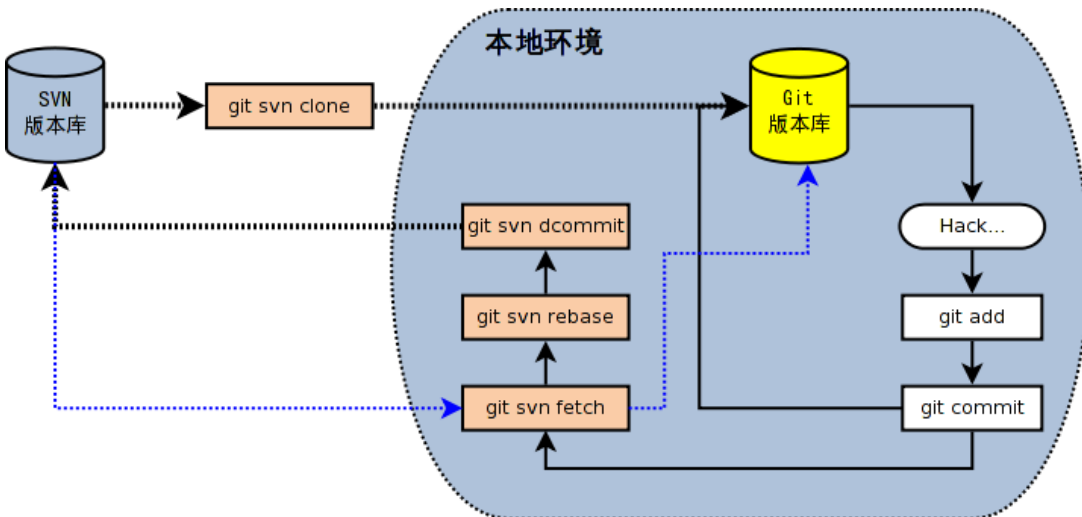 本地环境
SVN
版本库
git svn clone
Git
版本库
git svn dcommit
Hack...
git svn rebase
git add
git svn fetch
git commit